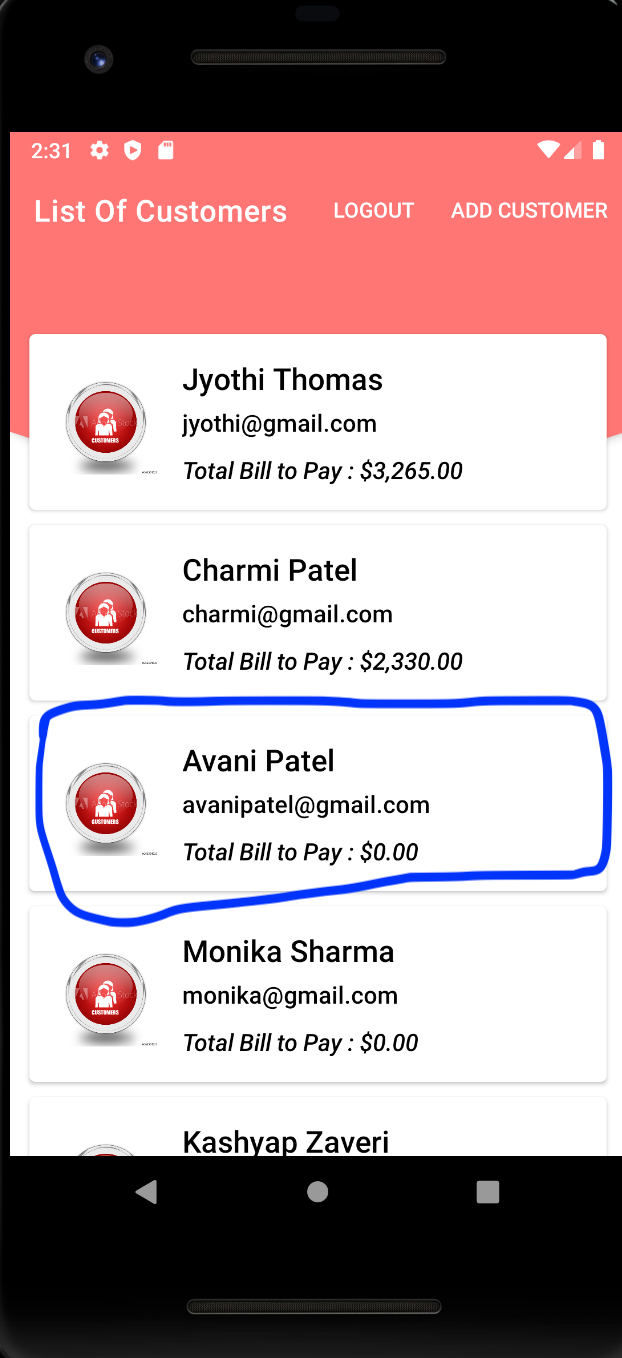 2:31
List Of Customers LOGOUT ADD CUSTOMER
CUSTOMERS
Jyothi Thomas
jyothi@gmail.com
Total Bill to Pay : $3,265.00
CUSTOMERS
Charmi Patel
charmi@gmail.com
Total Bill to Pay : $2,330.00
CUSTOMERS
Avani Patel
avanipatel@gmail.com
Total Bill to Pay : $0.00
CUSTOMERS
Monika Sharma
monika@gmail.com
Total Bill to Pay : $0.00
Kashyap Zaveri